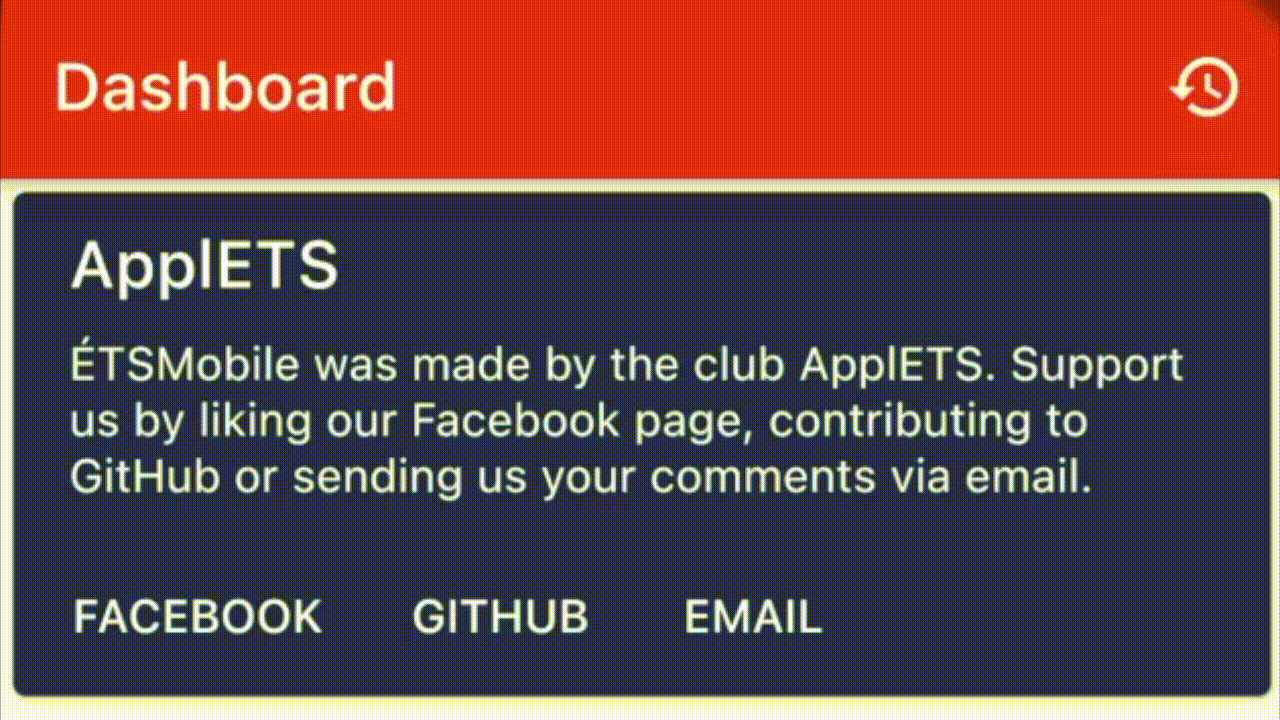 Dashboard
ApplETS
ÉTSMobile was made by the club ApplETS. Support
us by liking our Facebook page, contributing to
GitHub or sending us your comments via email.
FACEBOOK GITHUB EMAIL